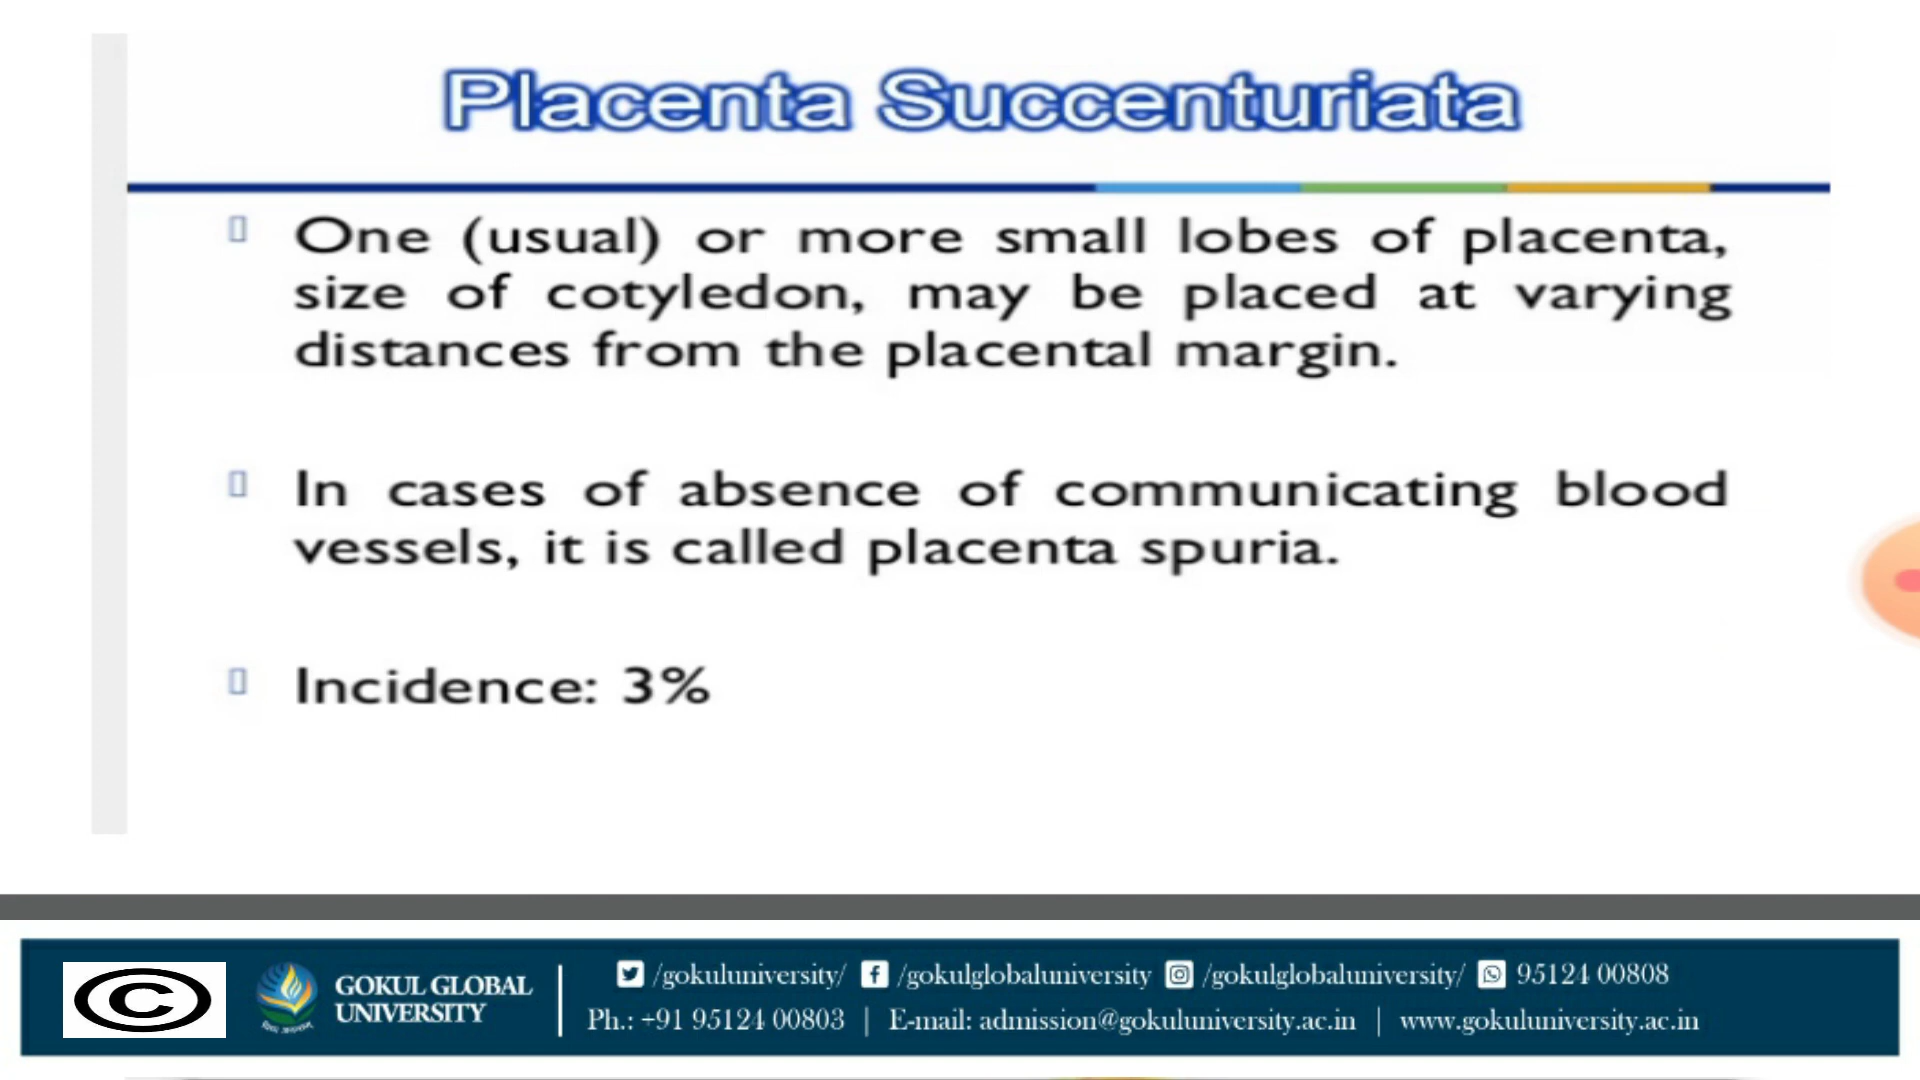 Placenta Succenturiata
One (usual) or more small lobes of placenta,
size of cotyledon, may be placed at varying
distances from the placental margin.
In cases of absence of communicating blood
vessels, it is called placenta spuria.
Incidence: 3%
©
GOKUL GLOBAL
UNIVERSITY
/gokuluniversity/ /gokulglobaluniversity /gokulglobaluniversity/ 95124 00808
Ph.: +91 95124 00803 | E-mail: admission@gokuluniversity.ac.in | www.gokuluniversity.ac.in